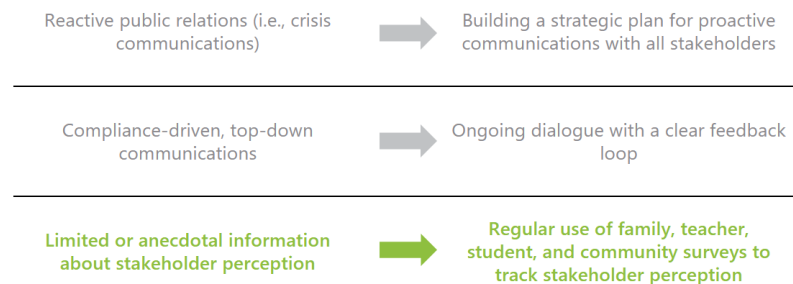 Reactive public relations (i.e., crisis
communications)
Building a strategic plan for proactive
communications with all stakeholders
Compliance-driven, top-down
communications
Ongoing dialogue with a clear feedback
loop
Limited or anecdotal information
about stakeholder perception
Regular use of family, teacher,
student, and community surveys to
track stakeholder perception